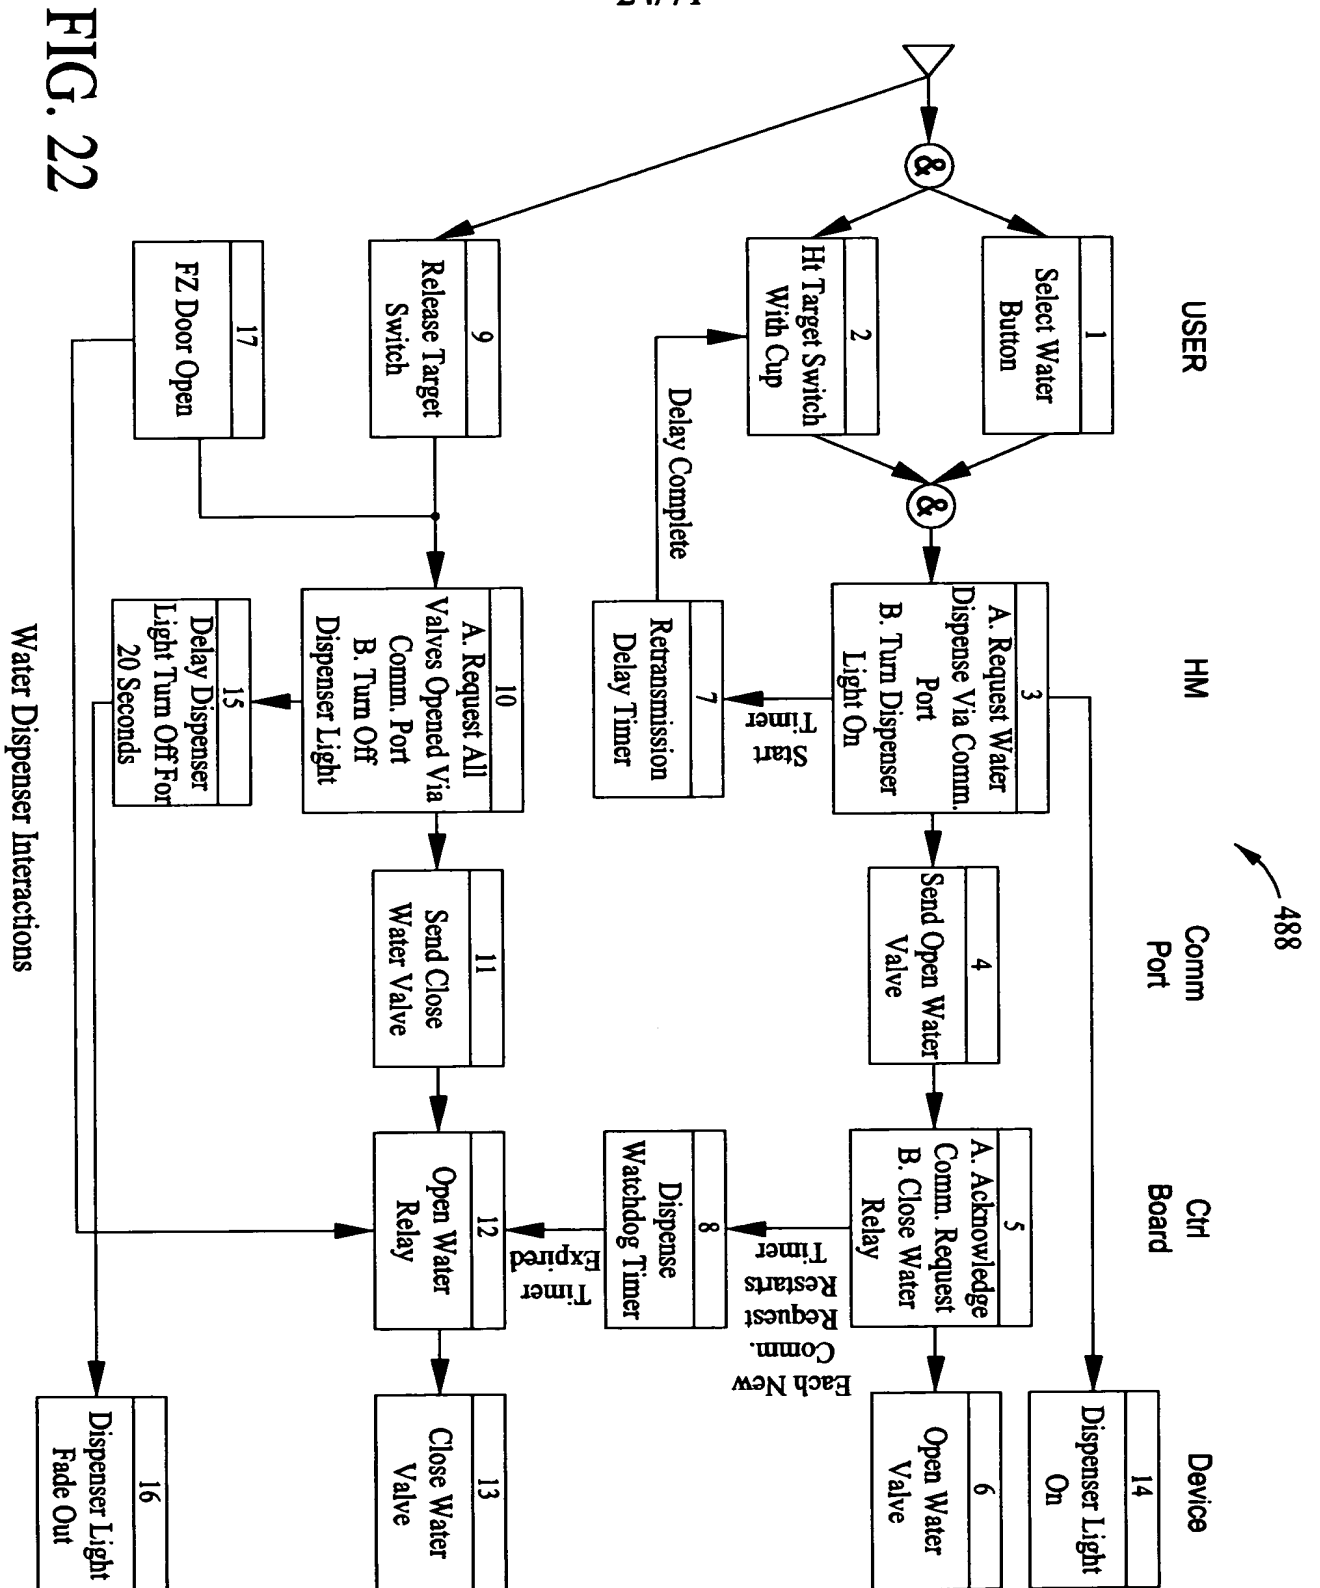 488
USER
HM
Comm
Port
Ctrl
Board
Device
&
&
1
Select Water
Button
2
Ht Target Switch
With Cup
3
A. Request Water
Dispense Via Comm.
Port
B. Turn Dispenser
Light On
4
Send Open Water
Valve
5
A. Acknowledge
Comm. Request
B. Close Water
Relay
6
Open Water
Valve
14
Dispenser Light
On
Start
Timer
7
Retransmission
Delay Timer
Delay Complete
Each New
Comm.
Request
Restarts
Timer
8
Dispense
Watchdog Timer
Timer
Expired
9
Release Target
Switch
10
A. Request All
Valves Opened Via
Comm. Port
B. Turn Off
Dispenser Light
11
Send Close
Water Valve
12
Open Water
Relay
13
Close Water
Valve
17
FZ Door Open
15
Delay Dispenser
Light Turn Off For
20 Seconds
16
Dispenser Light
Fade Out
Water Dispenser Interactions
FIG. 22